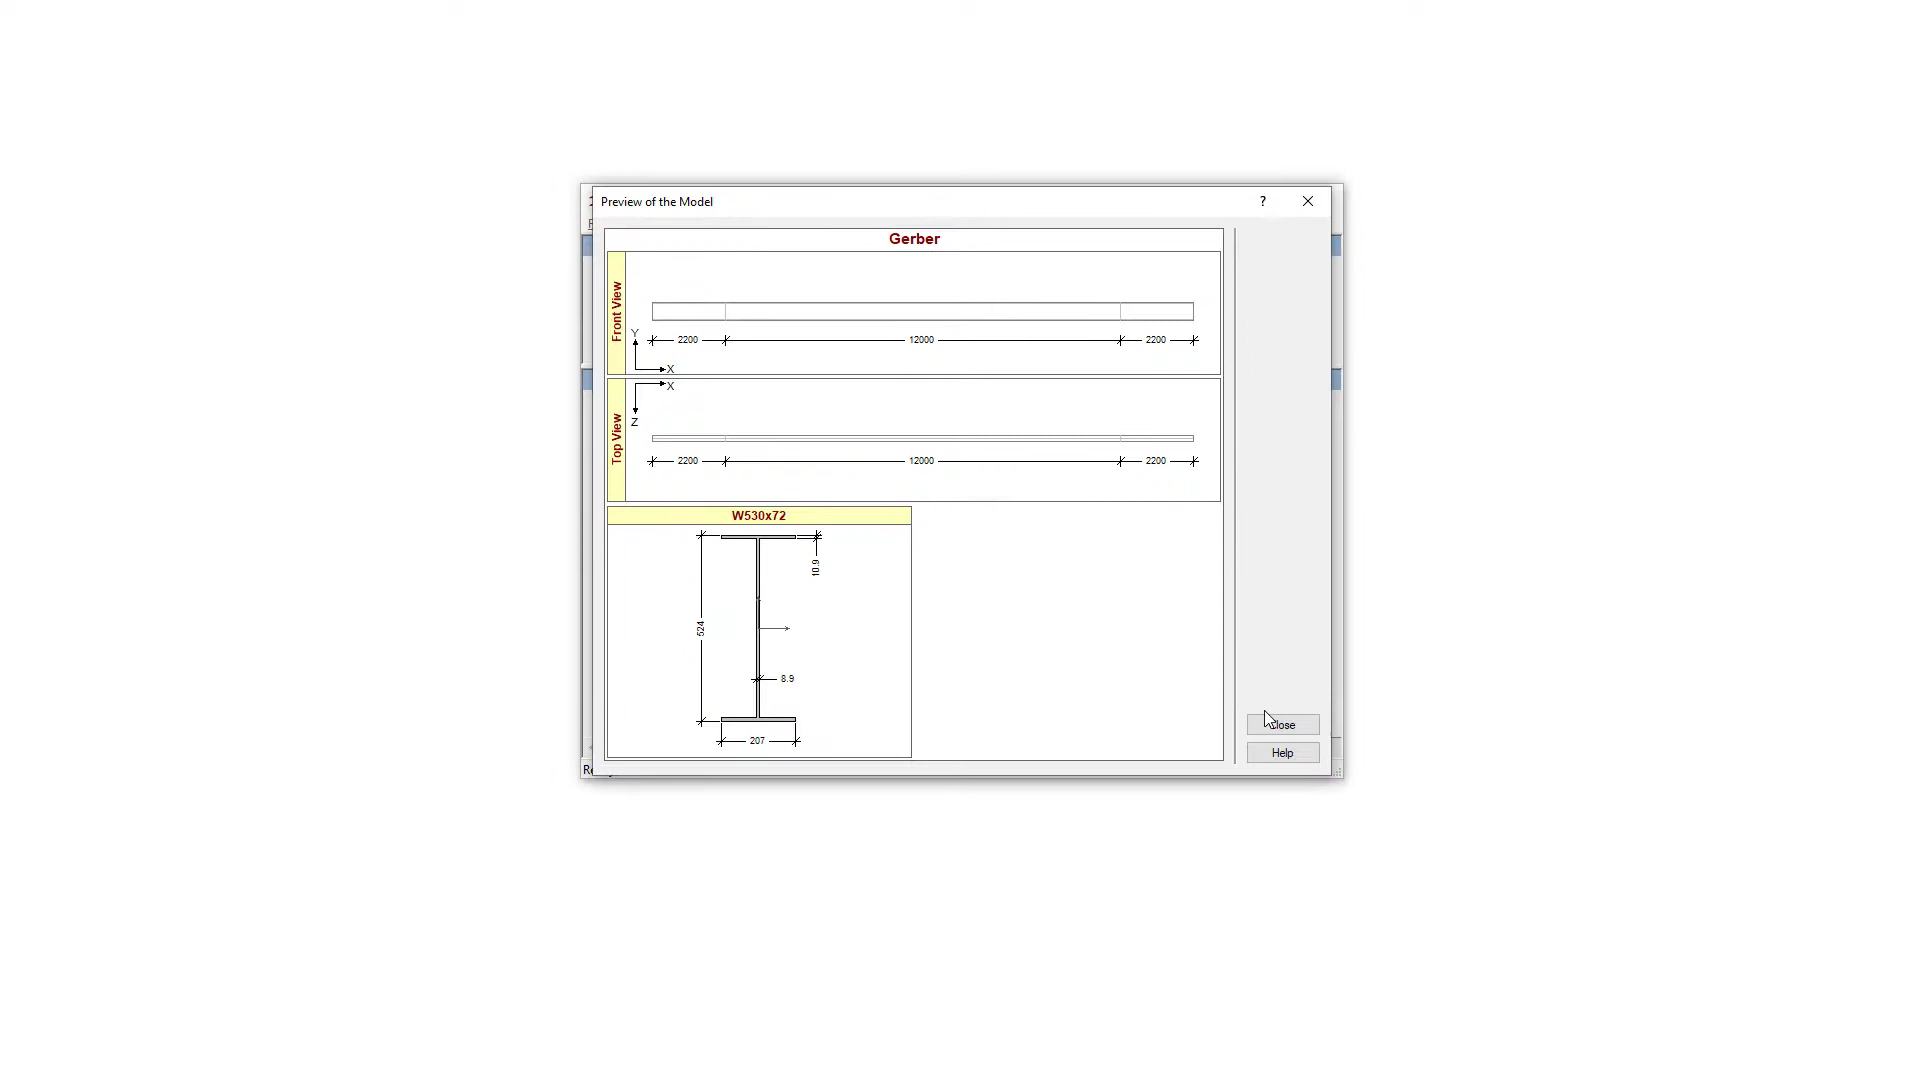 Preview of the Model
?
Gerber
Front View
Y
2200
12000
2200
X
X
Top View
Z
2200
12000
2200
W530x72
10.9
524
8.9
207
Close
Help